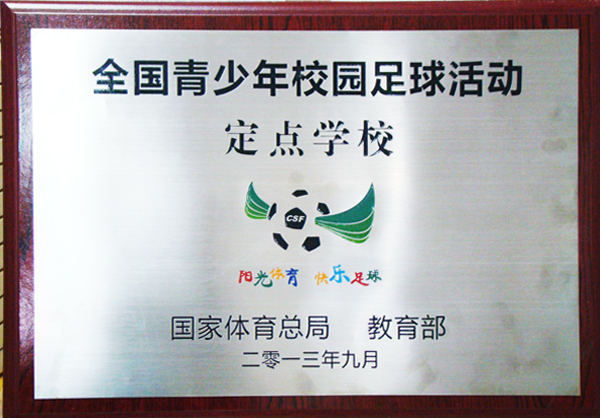 全国青少年校园足球活动
定点学校
CSF
阳光体育 快乐足球
国家体育总局 教育部
二零一三年九月